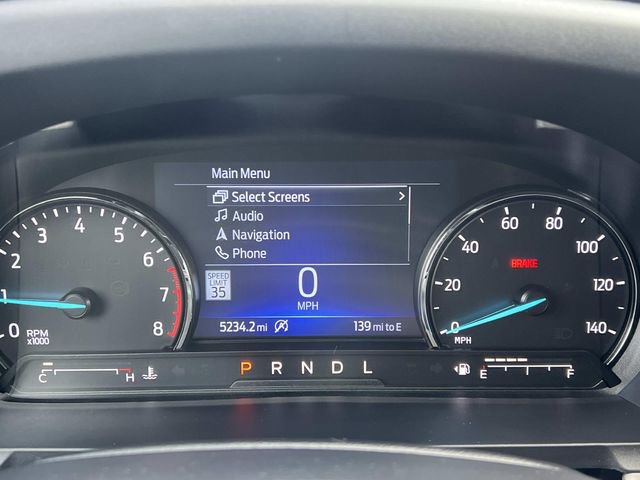 Main Menu
Select Screens
Audio
Navigation
Phone
SPEED
LIMIT
35
0
MPH
5234.2 mi
139 mi to E
0 1 2 3 4 5 6 7 8
RPM
x1000
0 20 40 60 80 100 120 140
BRAKE
MPH
C H
P R N D L
E F